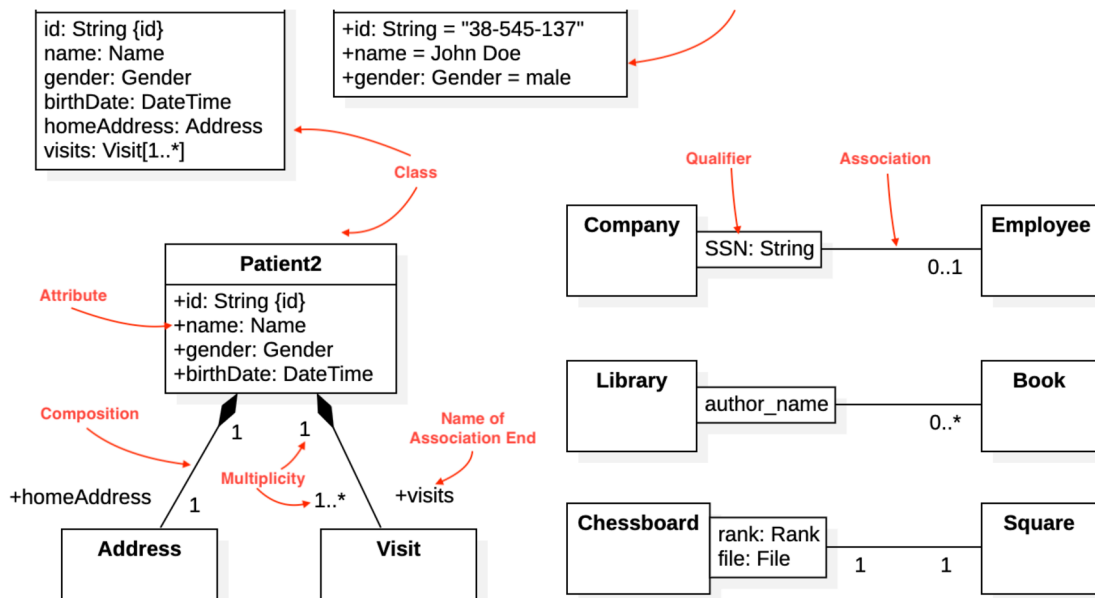 id: String {id}
name: Name
gender: Gender
birthDate: DateTime
homeAddress: Address
visits: Visit[1..*]
+id: String = "38-545-137"
+name = John Doe
+gender: Gender = male
Class
Patient2
+id: String {id}
+name: Name
+gender: Gender
+birthDate: DateTime
Attribute
Composition
1
1
Multiplicity
Name of
Association End
+homeAddress
1
1..*
+visits
Address
Visit
Qualifier
Association
Company
SSN: String
0..1
Employee
Library
author_name
0..*
Book
Chessboard
rank: Rank
file: File
1
1
Square